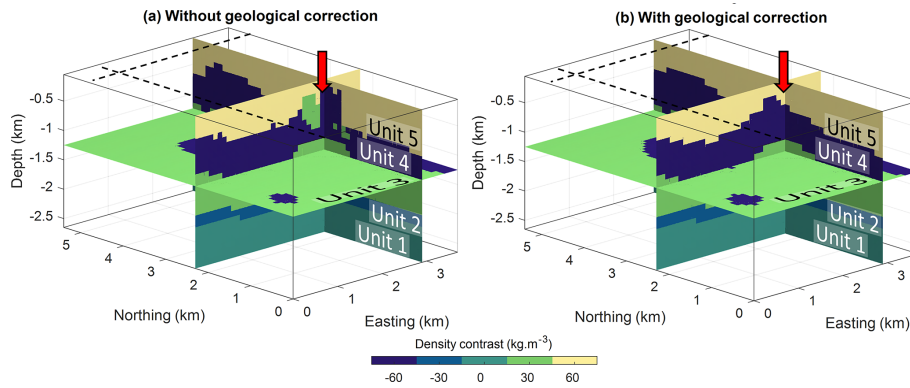 (a) Without geological correction
(b) With geological correction
-0.5
-1
-1.5
-2
-2.5
Depth (km)
Unit 5
Unit 4
Unit 3
Unit 2
Unit 1
5
4
3
2
1
0
Northing (km)
0
1
2
3
Easting (km)
-0.5
-1
-1.5
-2
-2.5
Depth (km)
Unit 5
Unit 4
Unit 3
Unit 2
Unit 1
5
4
3
2
1
0
Northing (km)
0
1
2
3
Easting (km)
Density contrast (kg.m⁻³)
-60 -30 0 30 60